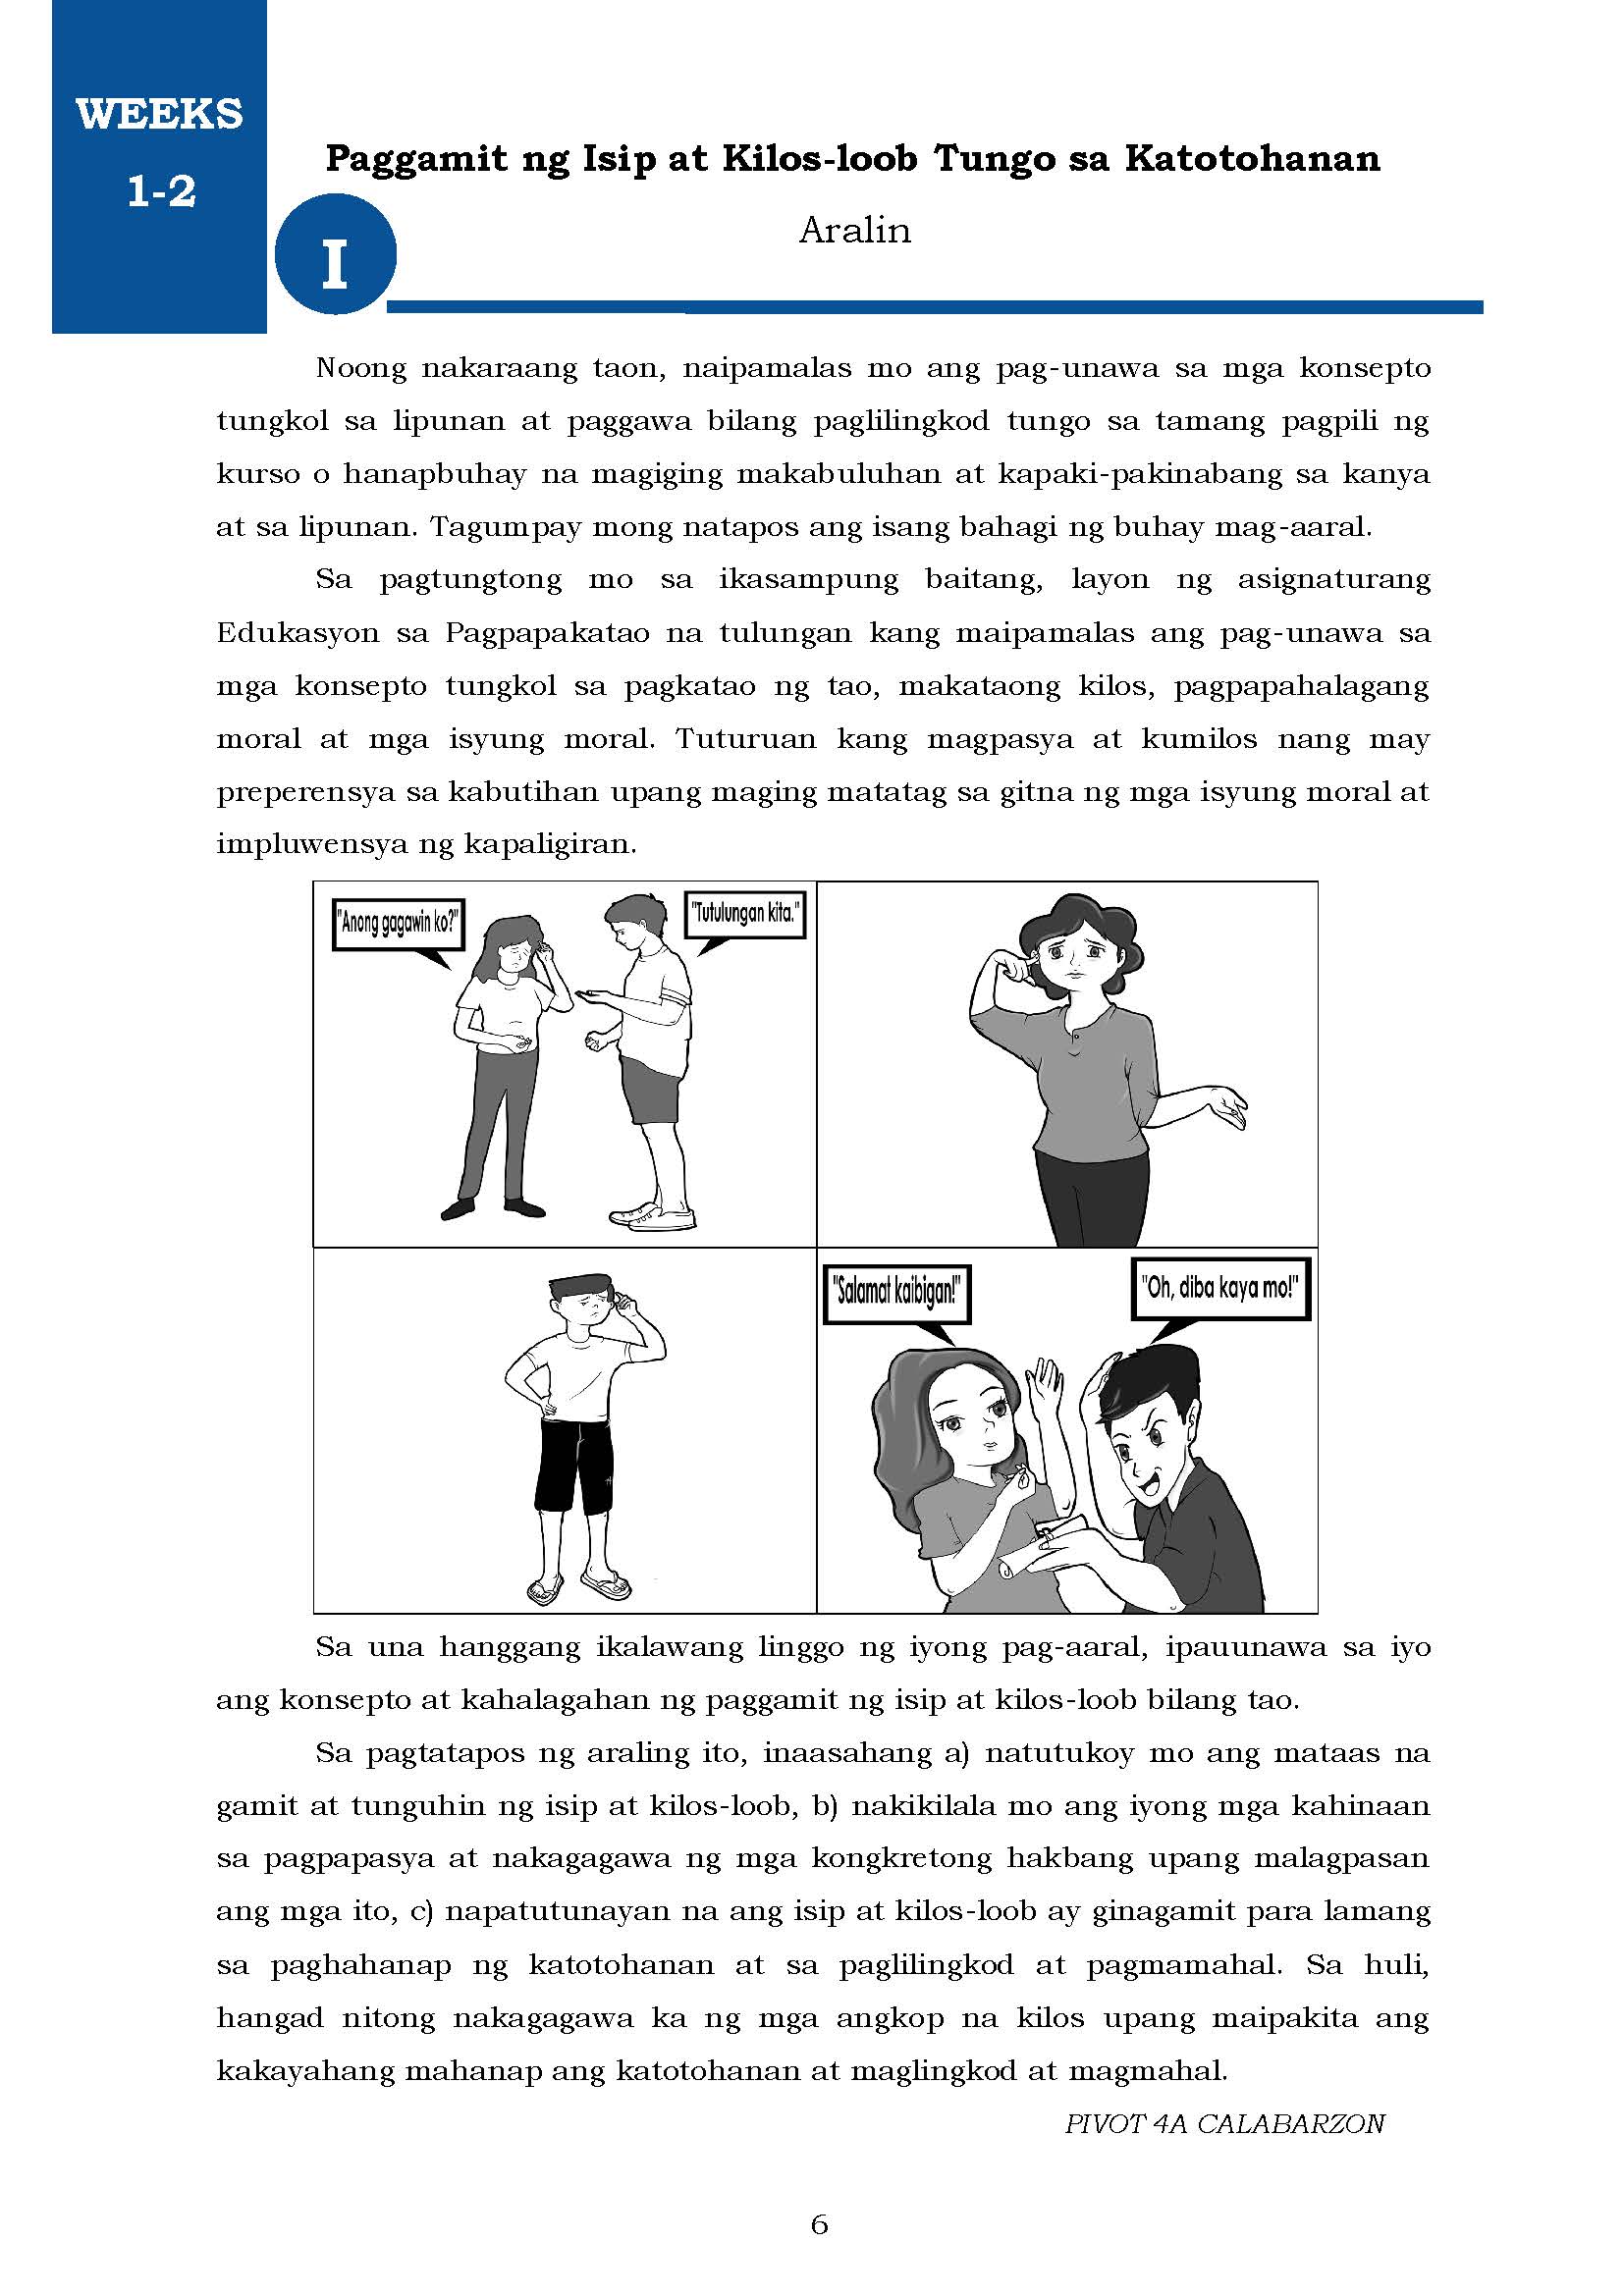 WEEKS
1-2
Paggamit ng Isip at Kilos-loob Tungo sa Katotohanan
Aralin
I
Noong nakaraang taon, naipamalas mo ang pag-unawa sa mga konsepto
tungkol sa lipunan at paggawa bilang paglilingkod tungo sa tamang pagpili ng
kurso o hanapbuhay na magiging makabuluhan at kapaki-pakinabang sa kanya
at sa lipunan. Tagumpay mong natapos ang isang bahagi ng buhay mag-aaral.
Sa pagtungtong mo sa ikasampung baitang, layon ng asignaturang
Edukasyon sa Pagpapakatao na tulungan kang maipamalas ang pag-unawa sa
mga konsepto tungkol sa pagkatao ng tao, makataong kilos, pagpapahalagang
moral at mga isyung moral. Tuturuan kang magpasya at kumilos nang may
preperensya sa kabutihan upang maging matatag sa gitna ng mga isyung moral at
impluwensya ng kapaligiran.
"Anong gagawin ko?"
"Tutulungan kita."
"Salamat kaibigan!"
"Oh, diba kaya mo!"
Sa una hanggang ikalawang linggo ng iyong pag-aaral, ipauunawa sa iyo
ang konsepto at kahalagahan ng paggamit ng isip at kilos-loob bilang tao.
Sa pagtatapos ng araling ito, inaasahang a) natutukoy mo ang mataas na
gamit at tunguhin ng isip at kilos-loob, b) nakikilala mo ang iyong mga kahinaan
sa pagpapasya at nakagagawa ng mga kongkretong hakbang upang malagpasan
ang mga ito, c) napatutunayan na ang isip at kilos-loob ay ginagamit para lamang
sa paghahanap ng katotohanan at sa paglilingkod at pagmamahal. Sa huli,
hangad nitong nakagagawa ka ng mga angkop na kilos upang maipakita ang
kakayahang mahanap ang katotohanan at maglingkod at magmahal.
PIVOT 4A CALABARZON
6